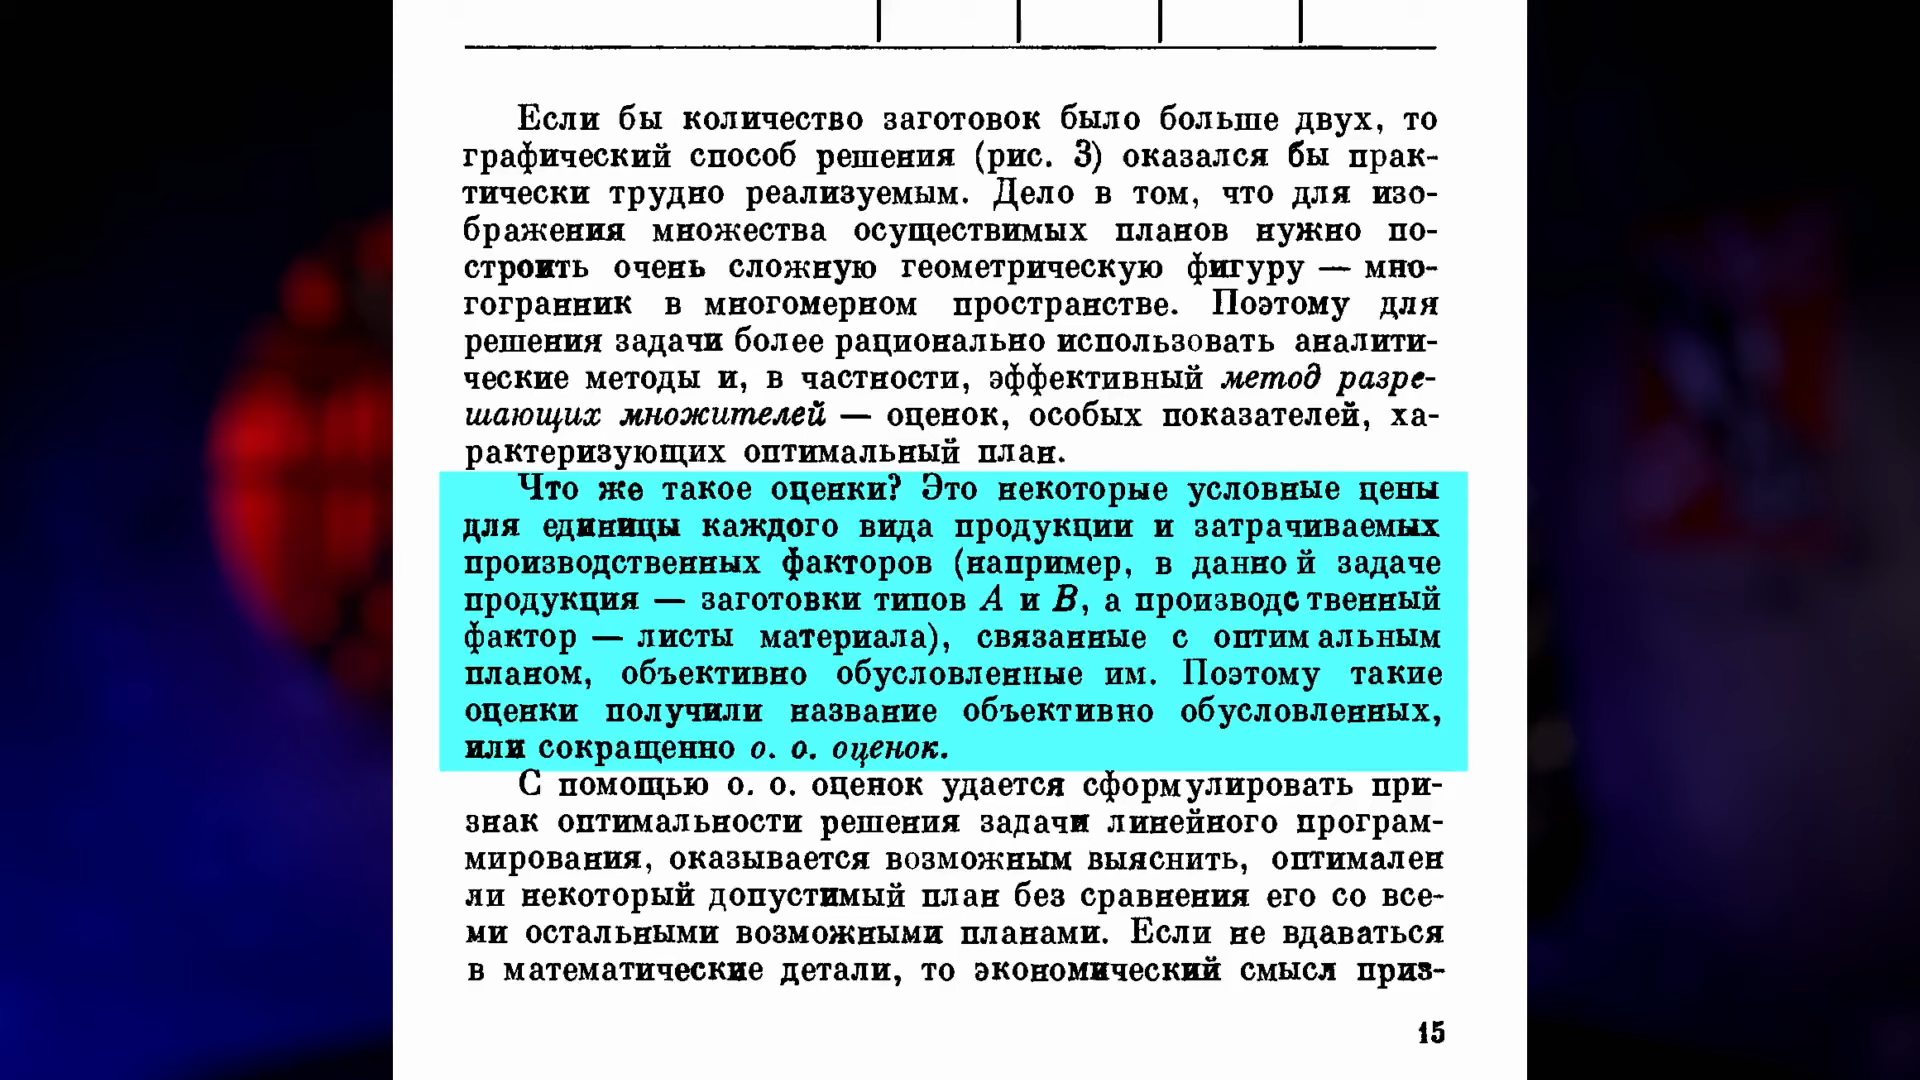 Если бы количество заготовок было больше двух, то
графический способ решения (рис. 3) оказался бы прак-
тически трудно реализуемым. Дело в том, что для изо-
бражения множества осуществимых планов нужно по-
строить очень сложную геометрическую фигуру — мно-
гогранник в многомерном пространстве. Поэтому для
решения задачи более рационально использовать аналити-
ческие методы и, в частности, эффективный метод разре-
шающих множителей — оценок, особых показателей, ха-
рактеризующих оптимальный план.
Что же такое оценки? Это некоторые условные цены
для единицы каждого вида продукции и затрачиваемых
производственных факторов (например, в данной задаче
продукция — заготовки типов А и В, а производственный
фактор — листы материала), связанные с оптимальным
планом, объективно обусловленные им. Поэтому такие
оценки получили название объективно обусловленных,
или сокращенно о. о. оценок.
С помощью о. о. оценок удается сформулировать при-
знак оптимальности решения задачи линейного програм-
мирования, оказывается возможным выяснить, оптимален
ли некоторый допустимый план без сравнения его со все-
ми остальными возможными планами. Если не вдаваться
в математические детали, то экономический смысл приз-
15